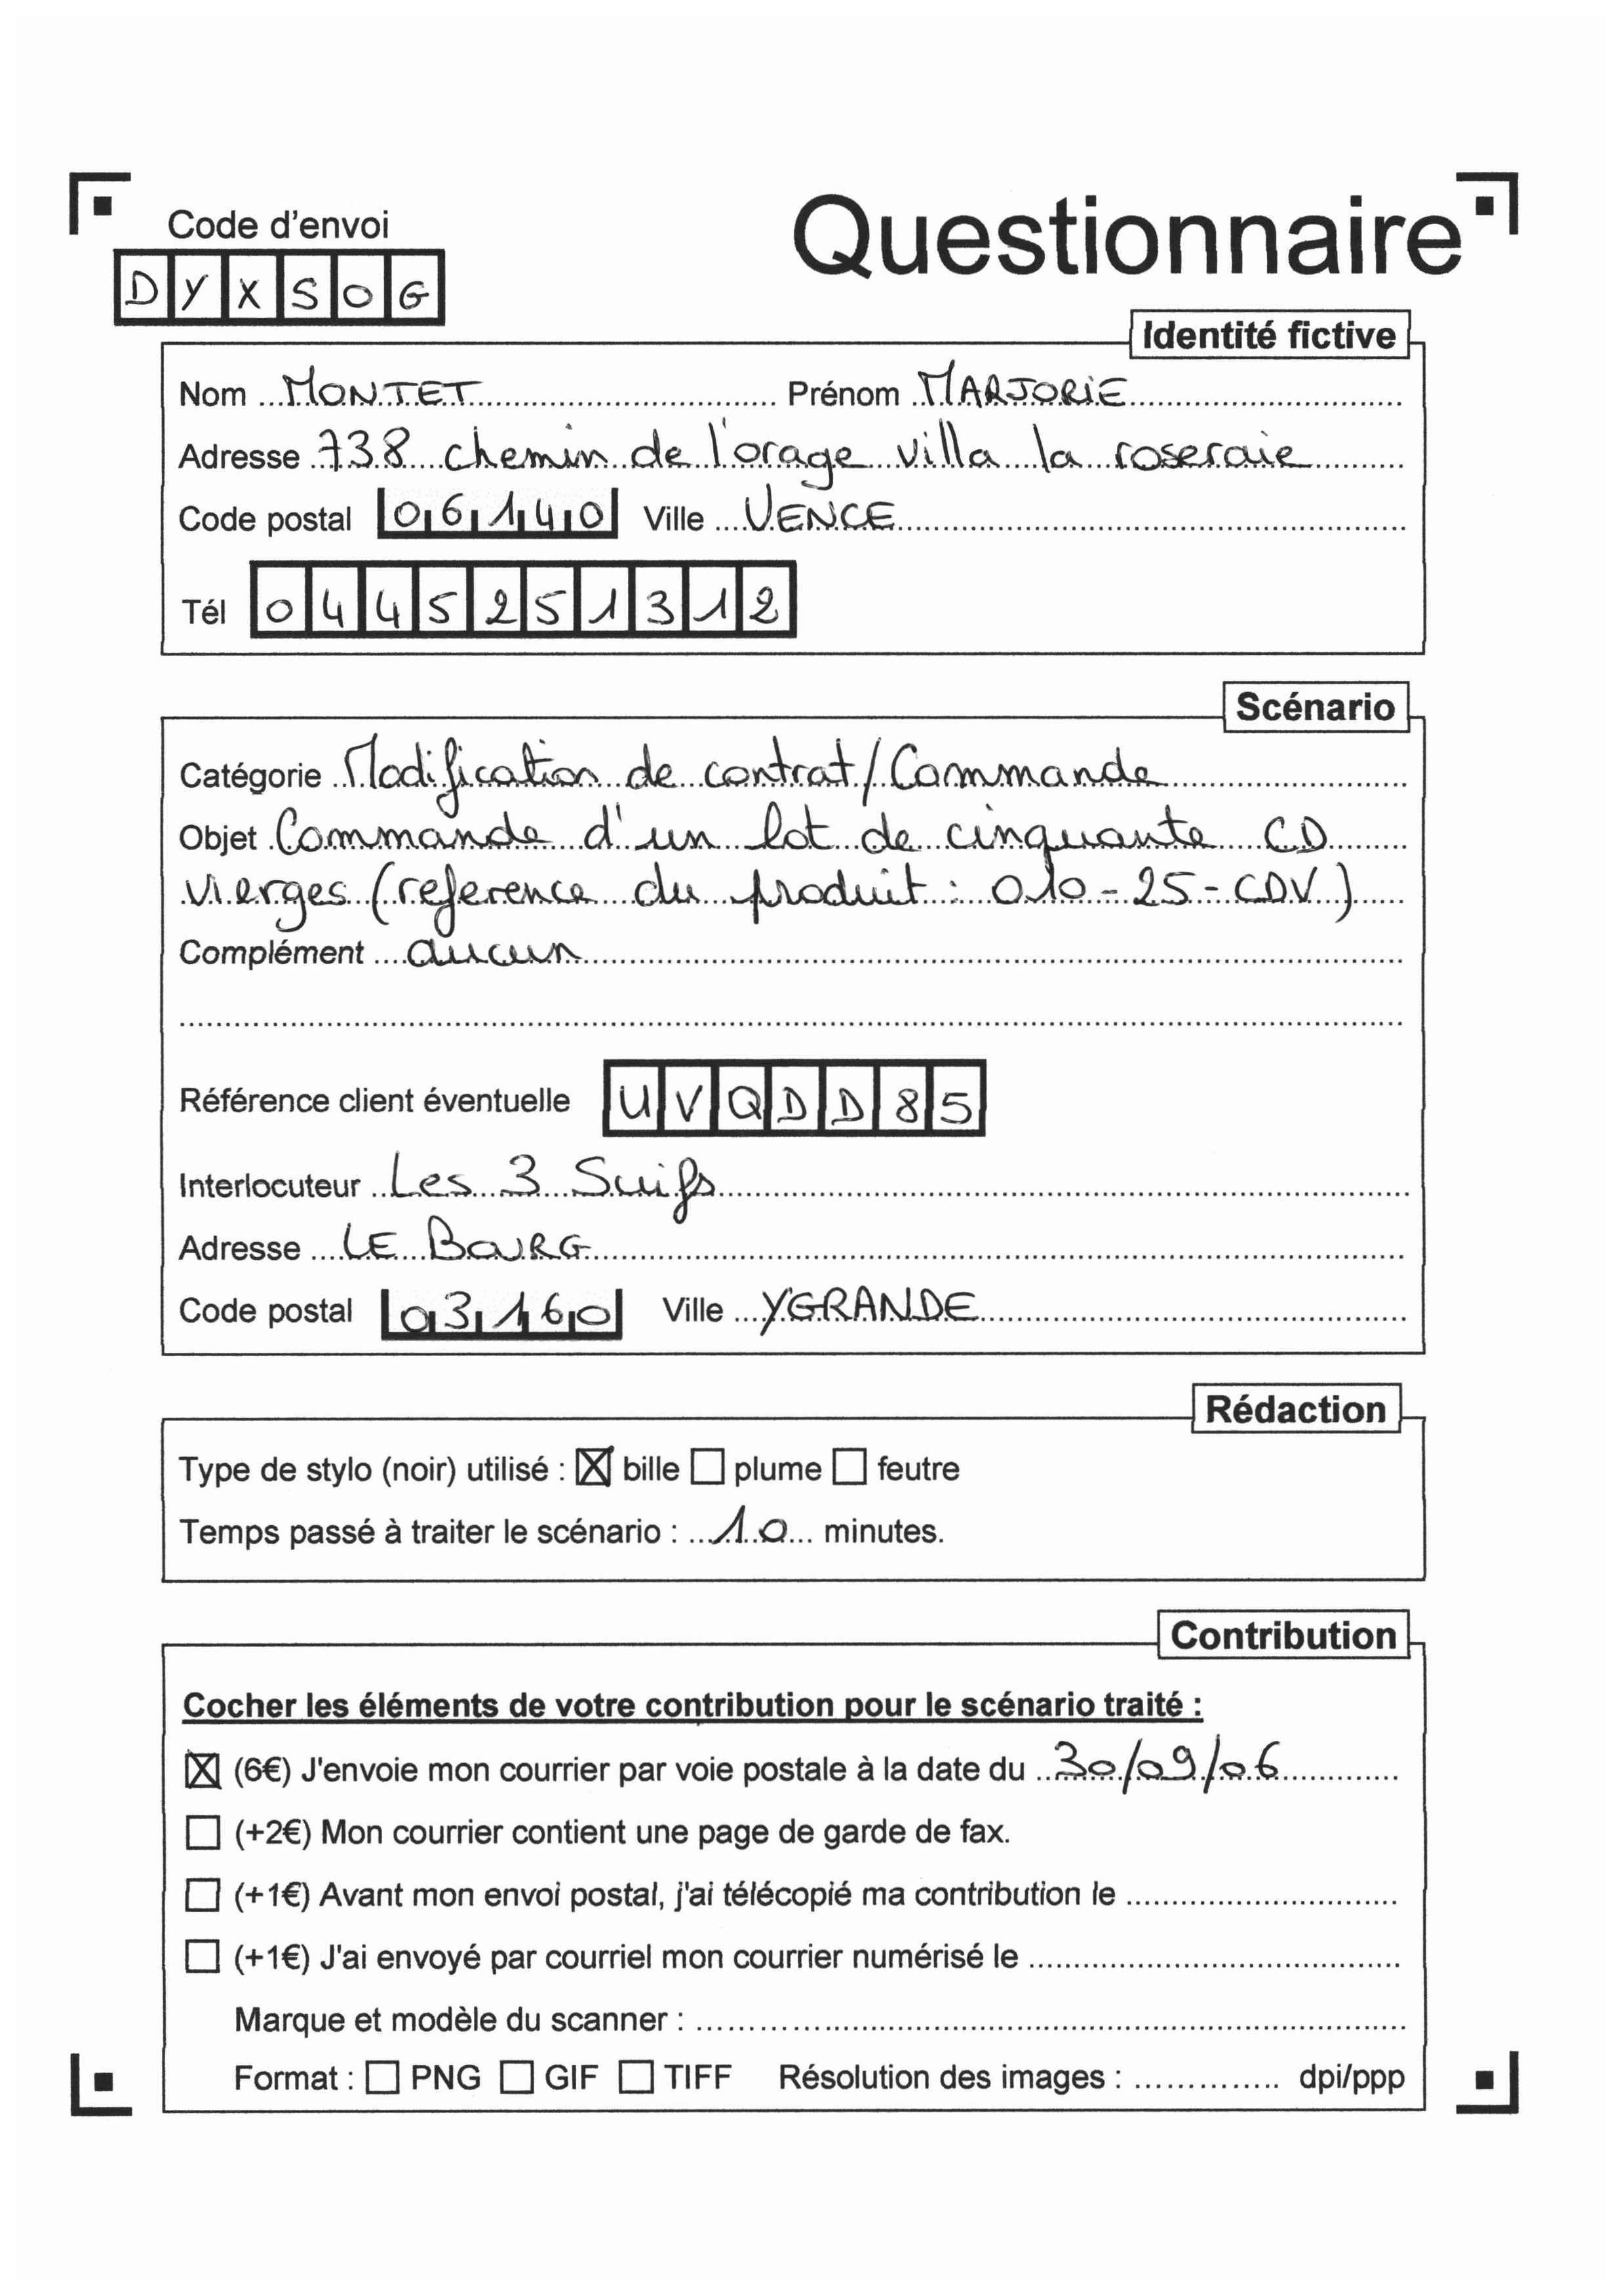 Code d'envoi
Questionnaire
DYXSOG
Identité fictive
Nom MONTET Prénom MARJORIE
Adresse 738 chemin de l'orage villa la roseraie
Code postal 06140 Ville VENCE
Tél 0445251312
Scénario
Catégorie Modification de contrat/Commande
Objet Commande d'un lot de cinquante CD
vierges (reference du produit : 010-25-CDV)
Complément aucun
Référence client éventuelle UVQDD85
Interlocuteur Les 3 Suifs
Adresse LE BOURG
Code postal 03160 Ville YGRANDE
Rédaction
Type de stylo (noir) utilisé : ☒ bille ☐ plume ☐ feutre
Temps passé à traiter le scénario : 10 minutes.
Contribution
Cocher les éléments de votre contribution pour le scénario traité :
☒ (6€) J'envoie mon courrier par voie postale à la date du 30/09/06
☐ (+2€) Mon courrier contient une page de garde de fax.
☐ (+1€) Avant mon envoi postal, j'ai télécopié ma contribution le
☐ (+1€) J'ai envoyé par courriel mon courrier numérisé le
Marque et modèle du scanner :
Format : ☐ PNG ☐ GIF ☐ TIFF Résolution des images : dpi/ppp